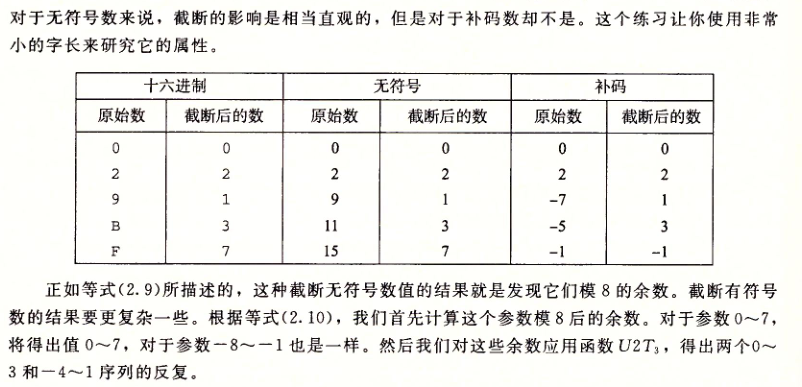 对于无符号数来说，截断的影响是相当直观的，但是对于补码数却不是。这个练习让你使用非常
小的字长来研究它的属性。
十六进制 无符号 补码
原始数 截断后的数 原始数 截断后的数 原始数 截断后的数
0 0 0 0 0 0
2 2 2 2 2 2
9 1 9 1 -7 1
B 3 11 3 -5 3
F 7 15 7 -1 -1
正如等式(2.9)所描述的，这种截断无符号数值的结果就是发现它们模8的余数。截断有符号
数的结果要更复杂一些。根据等式(2.10)，我们首先计算这个参数模8后的余数。对于参数0～7，
将得出值0～7，对于参数－8～－1也是一样。然后我们对这些余数应用函数U2T₃，得出两个0～
3和－4～1序列的反复。